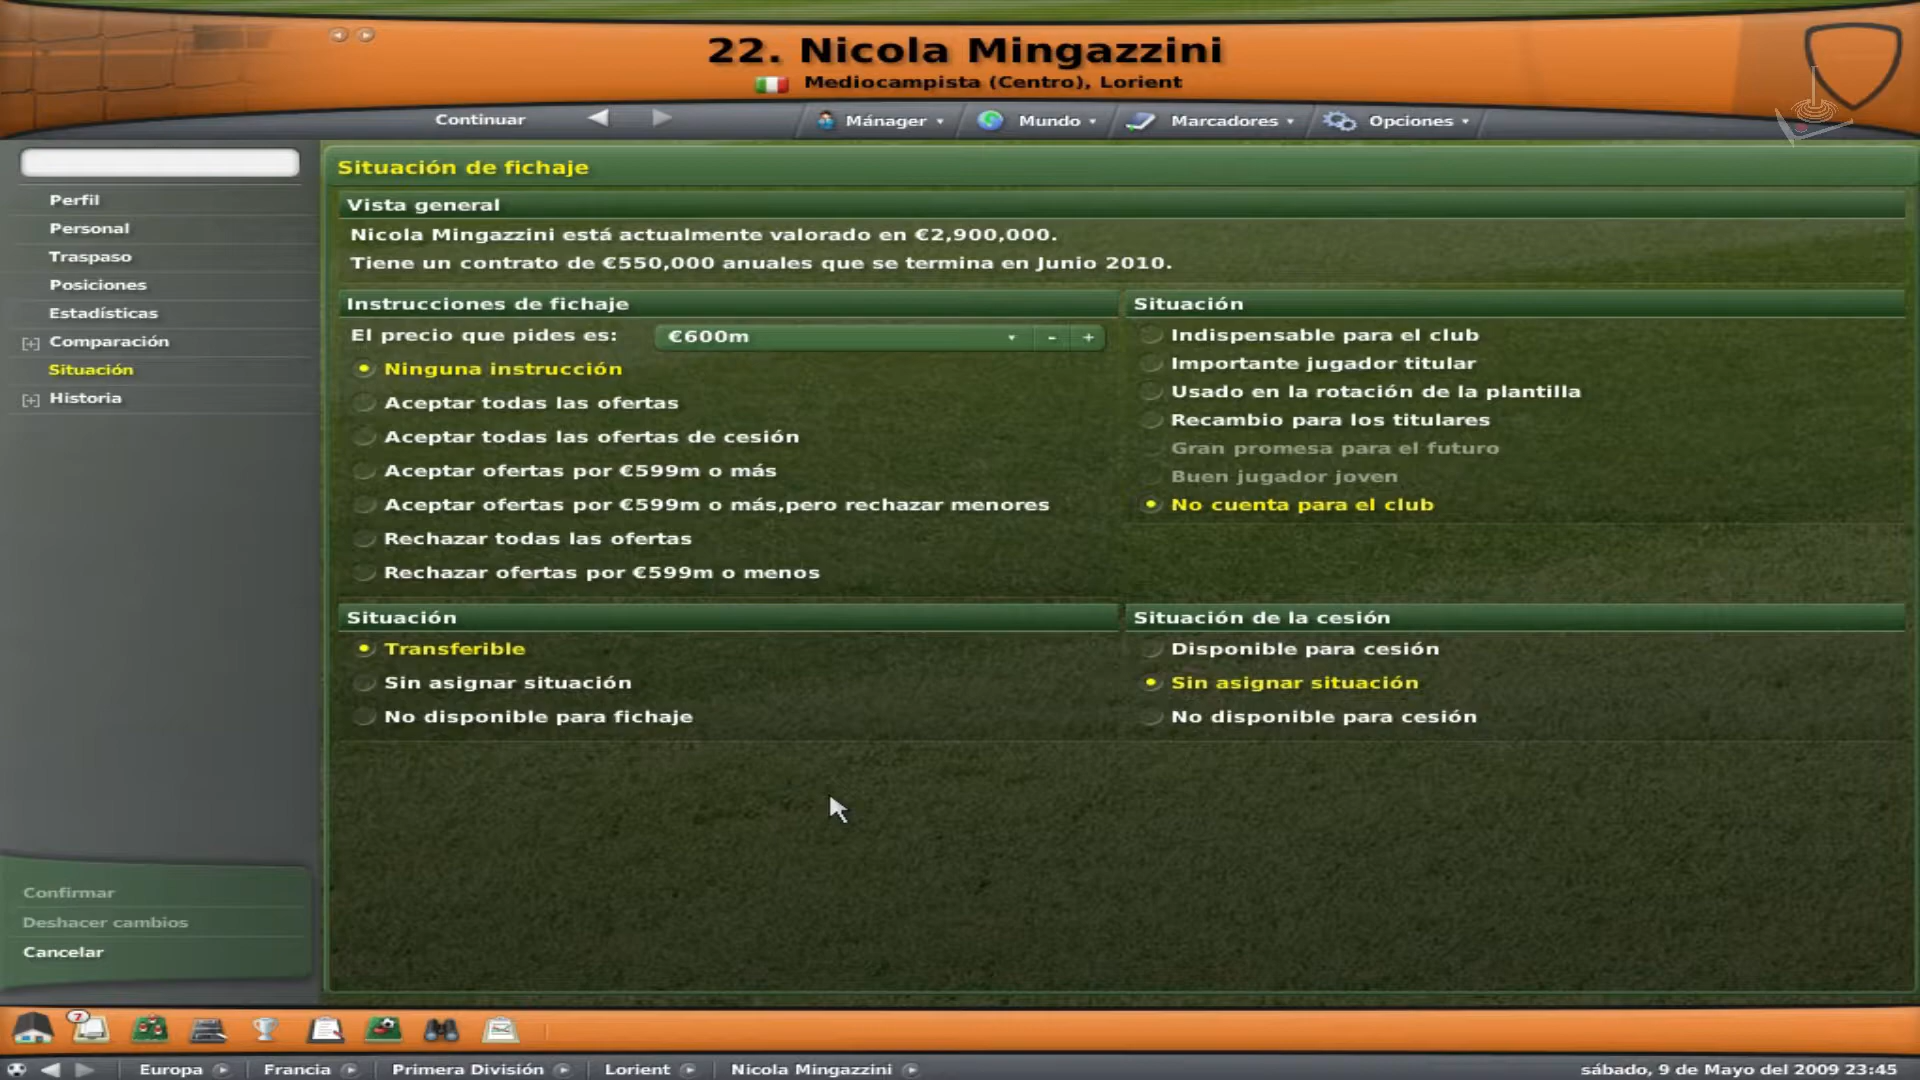 22. Nicola Mingazzini
Mediocampista (Centro), Lorient
Continuar
Mánager
Mundo
Marcadores
Opciones
Perfil
Personal
Traspaso
Posiciones
Estadísticas
[+] Comparación
Situación
[+] Historia
Situación de fichaje
Vista general
Nicola Mingazzini está actualmente valorado en €2,900,000.
Tiene un contrato de €550,000 anuales que se termina en Junio 2010.
Instrucciones de fichaje
El precio que pides es: €600m - +
Ninguna instrucción
Aceptar todas las ofertas
Aceptar todas las ofertas de cesión
Aceptar ofertas por €599m o más
Aceptar ofertas por €599m o más,pero rechazar menores
Rechazar todas las ofertas
Rechazar ofertas por €599m o menos
Situación
Indispensable para el club
Importante jugador titular
Usado en la rotación de la plantilla
Recambio para los titulares
Gran promesa para el futuro
Buen jugador joven
No cuenta para el club
Situación
Transferible
Sin asignar situación
No disponible para fichaje
Situación de la cesión
Disponible para cesión
Sin asignar situación
No disponible para cesión
Confirmar
Deshacer cambios
Cancelar
7
Europa
Francia
Primera División
Lorient
Nicola Mingazzini
sábado, 9 de Mayo del 2009 23:45